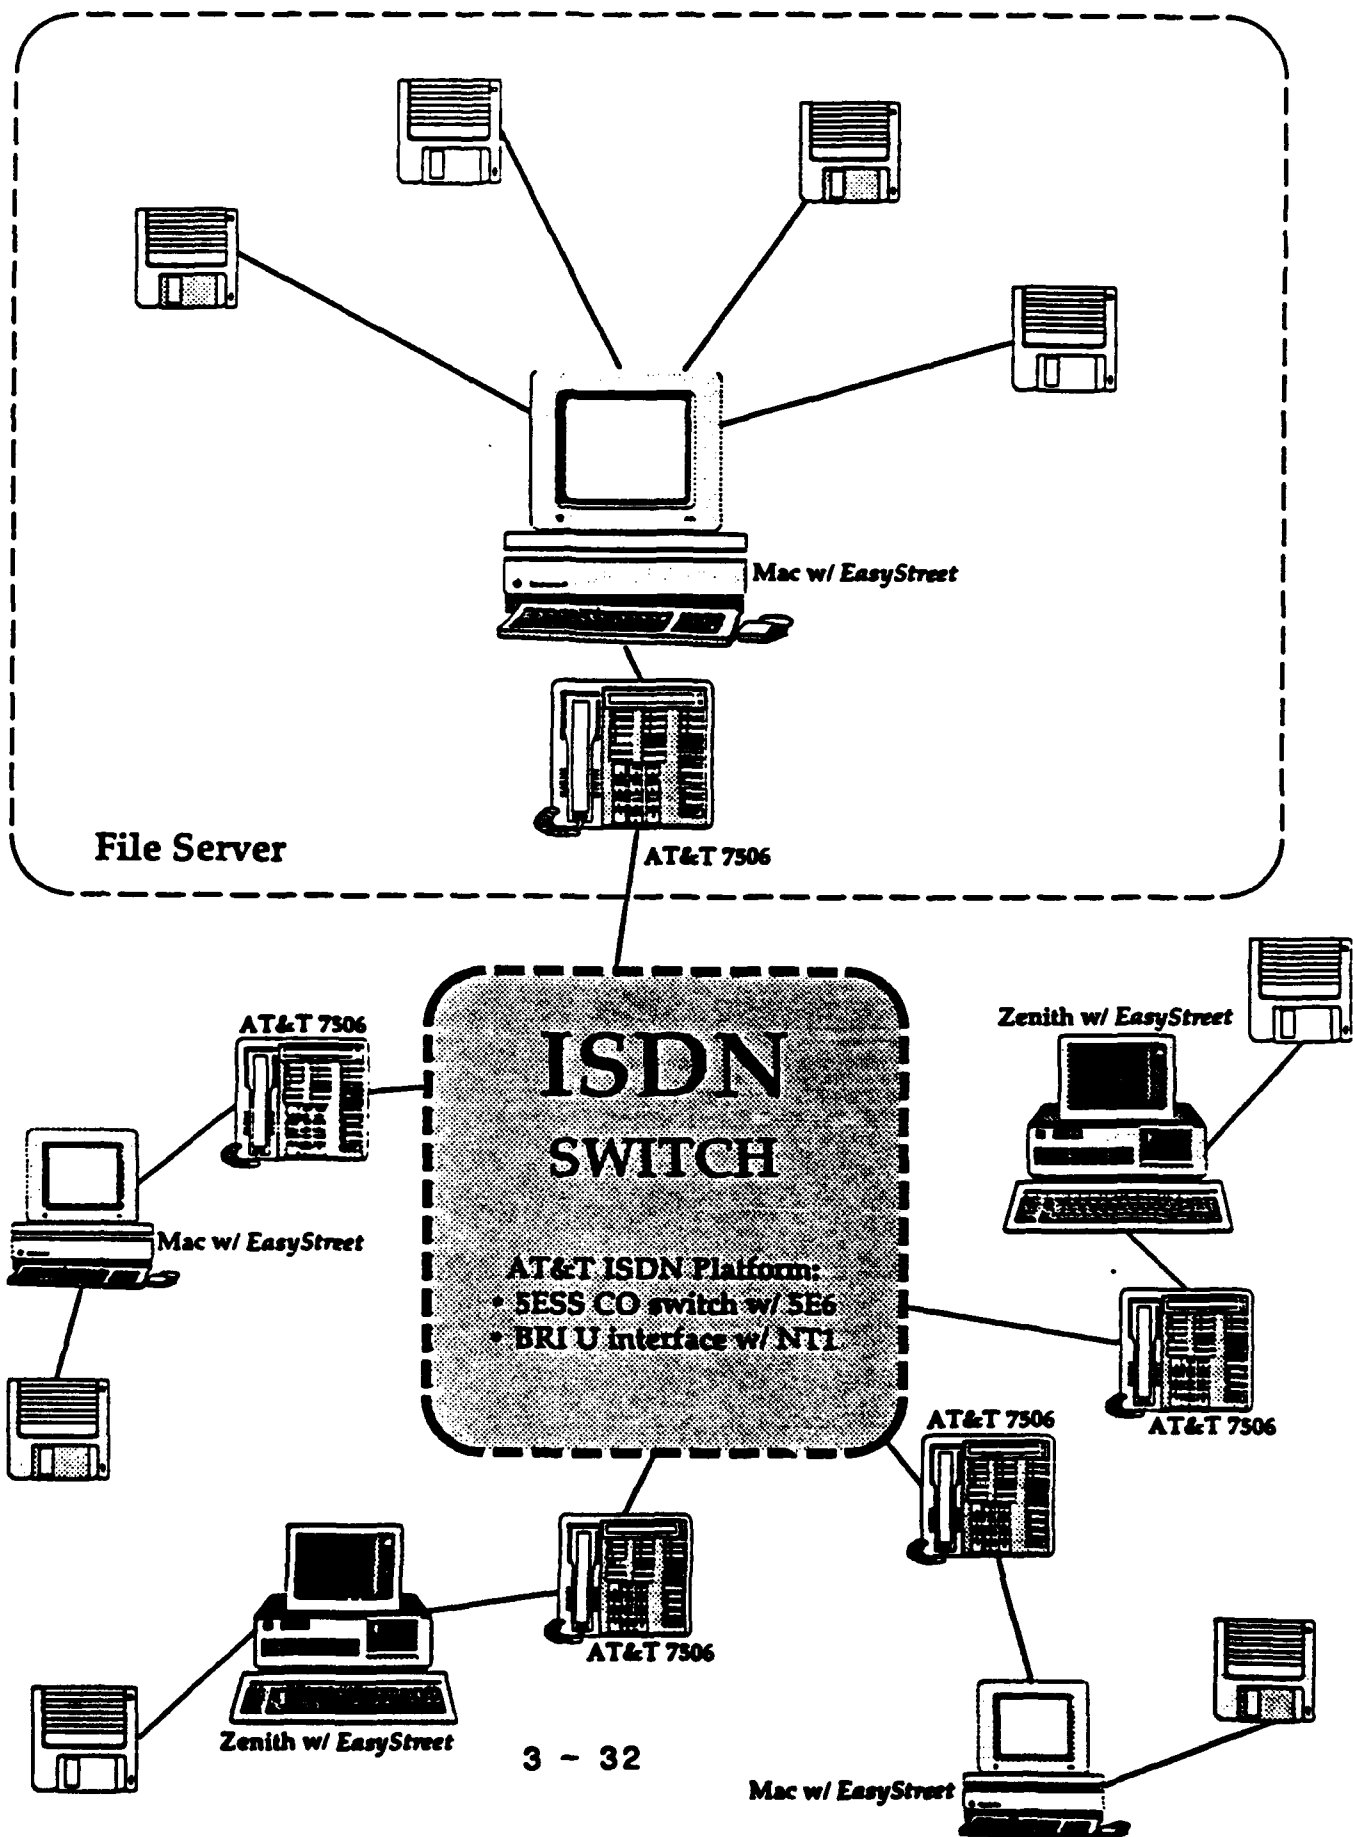 Mac w/ EasyStreet
File Server
AT&T 7506
AT&T 7506
Zenith w/ EasyStreet
ISDN
SWITCH
Mac w/ EasyStreet
AT&T ISDN Platform:
• 5ESS CO switch w/ 5E6
• BRI U interface w/ NT1
AT&T 7506
AT&T 7506
AT&T 7506
Zenith w/ EasyStreet
3 - 32
Mac w/ EasyStreet